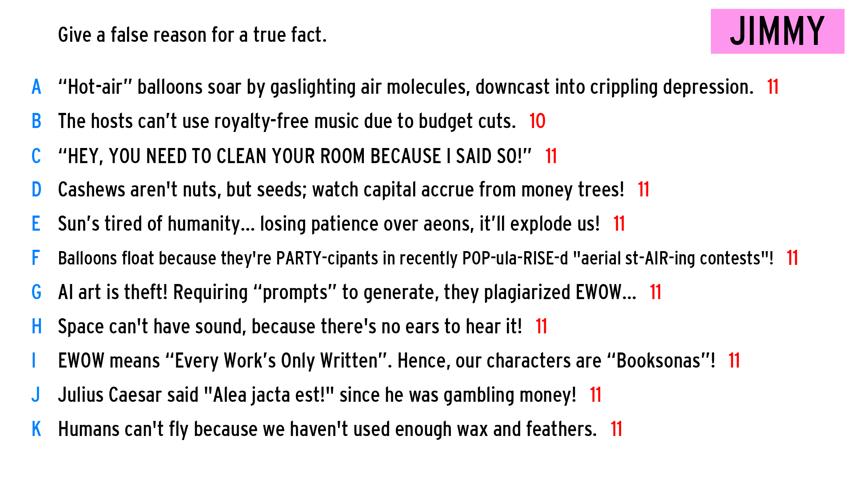 Give a false reason for a true fact.
JIMMY
A “Hot-air” balloons soar by gaslighting air molecules, downcast into crippling depression. 11
B The hosts can’t use royalty-free music due to budget cuts. 10
C “HEY, YOU NEED TO CLEAN YOUR ROOM BECAUSE I SAID SO!” 11
D Cashews aren't nuts, but seeds; watch capital accrue from money trees! 11
E Sun’s tired of humanity... losing patience over aeons, it’ll explode us! 11
F Balloons float because they're PARTY-cipants in recently POP-ula-RISE-d "aerial st-AIR-ing contests"! 11
G AI art is theft! Requiring “prompts” to generate, they plagiarized EWOW... 11
H Space can't have sound, because there's no ears to hear it! 11
I EWOW means “Every Work’s Only Written”. Hence, our characters are “Booksonas”! 11
J Julius Caesar said "Alea jacta est!" since he was gambling money! 11
K Humans can't fly because we haven't used enough wax and feathers. 11